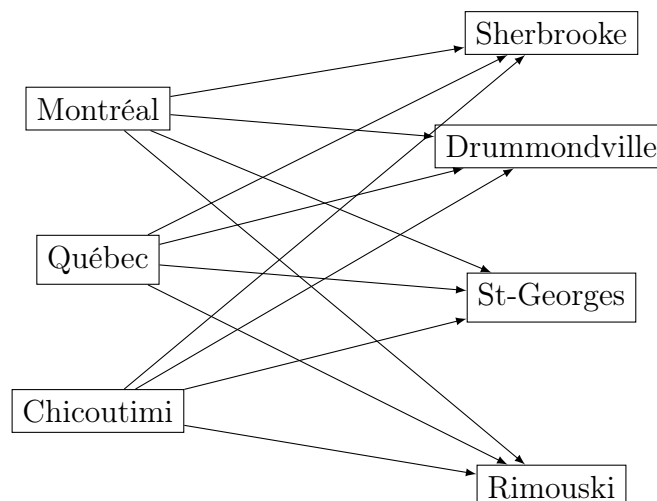 Sherbrooke
Montréal
Drummondville
Québec
St-Georges
Chicoutimi
Rimouski